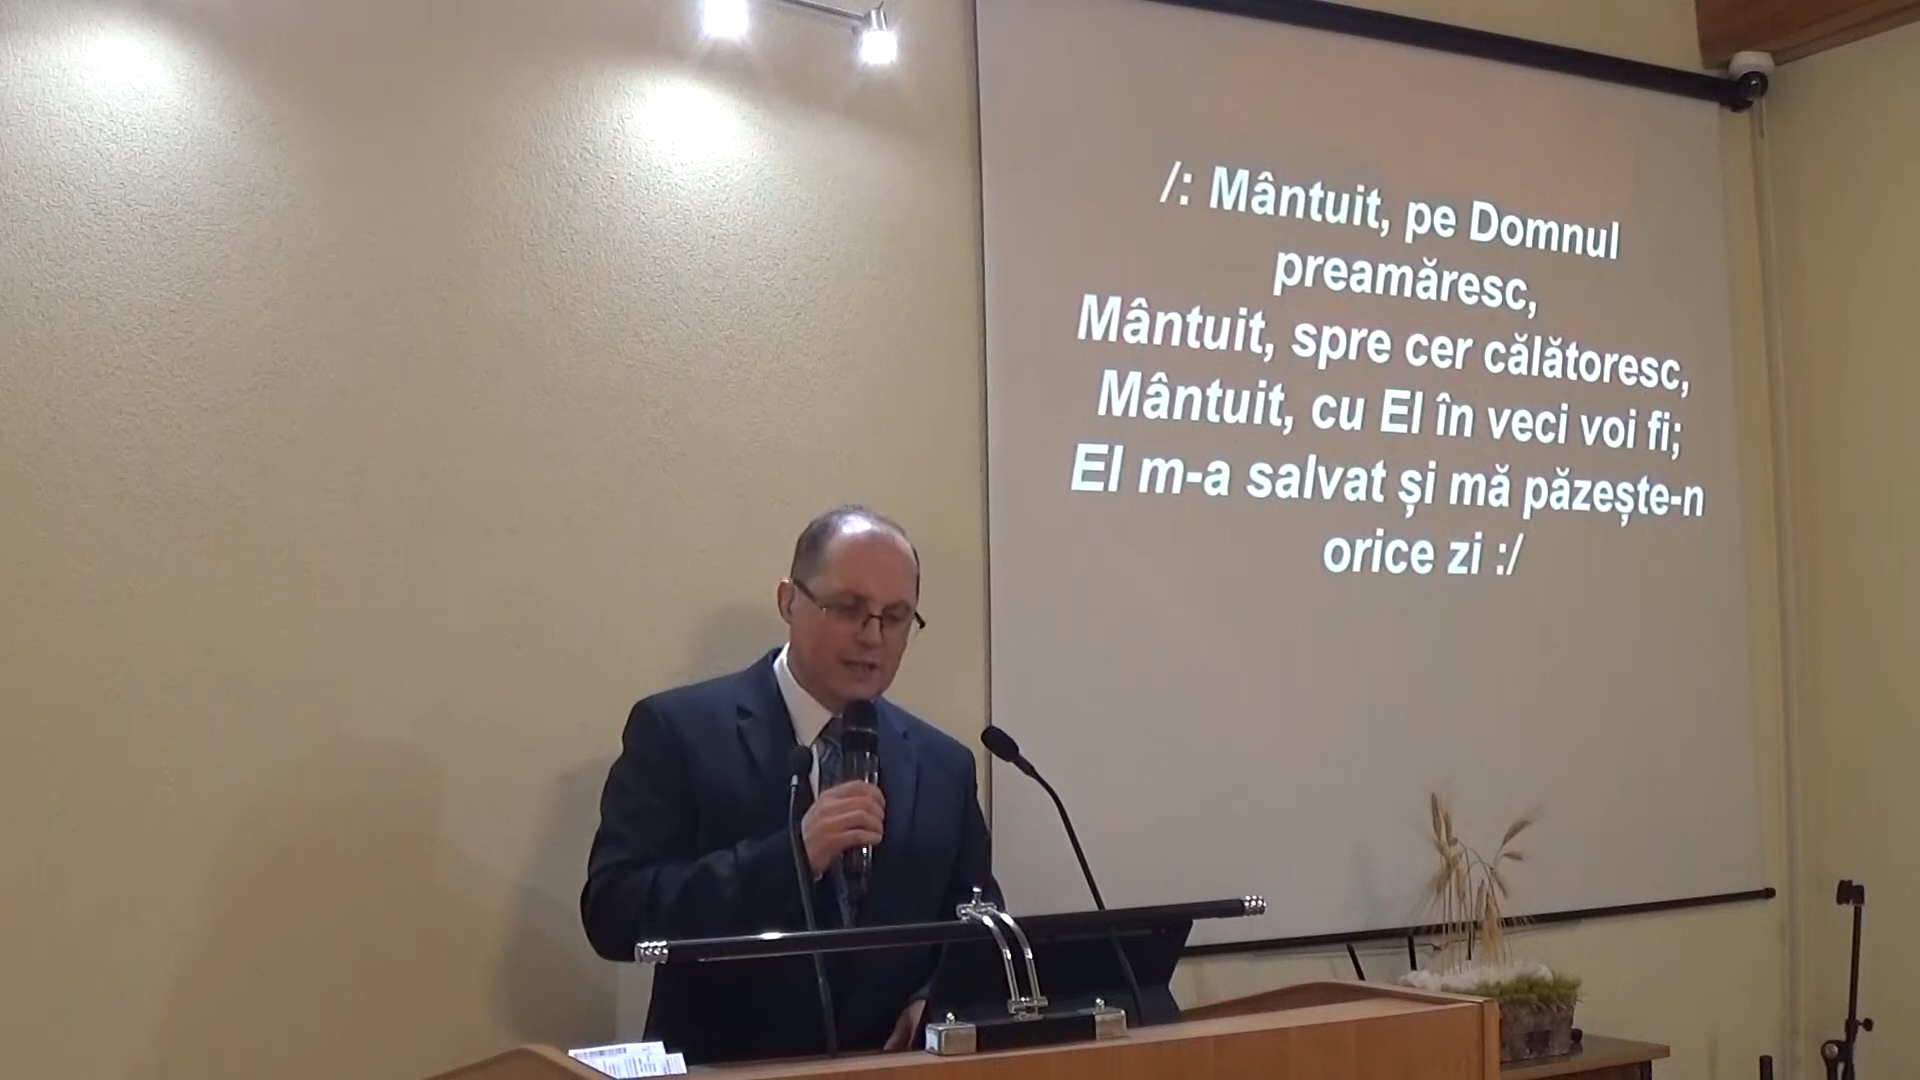 /: Mântuit, pe Domnul
preamăresc,
Mântuit, spre cer călătoresc,
Mântuit, cu El în veci voi fi;
El m-a salvat și mă păzește-n
orice zi :/